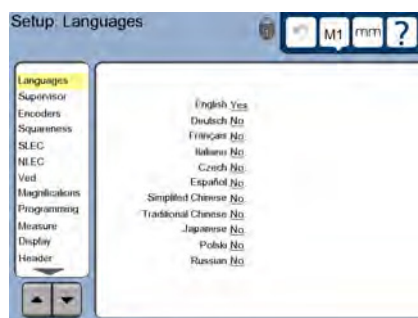 Setup: Languages
M1 mm ?
Languages
Supervisor
Encoders
Squareness
SLEC
NLEC
Ved
Magnifications
Programming
Measure
Display
Header
English Yes
Deutsch No
Français No
Italiano No
Czech No
Español No
Simplified Chinese No
Traditional Chinese No
Japanese No
Polski No
Russian No